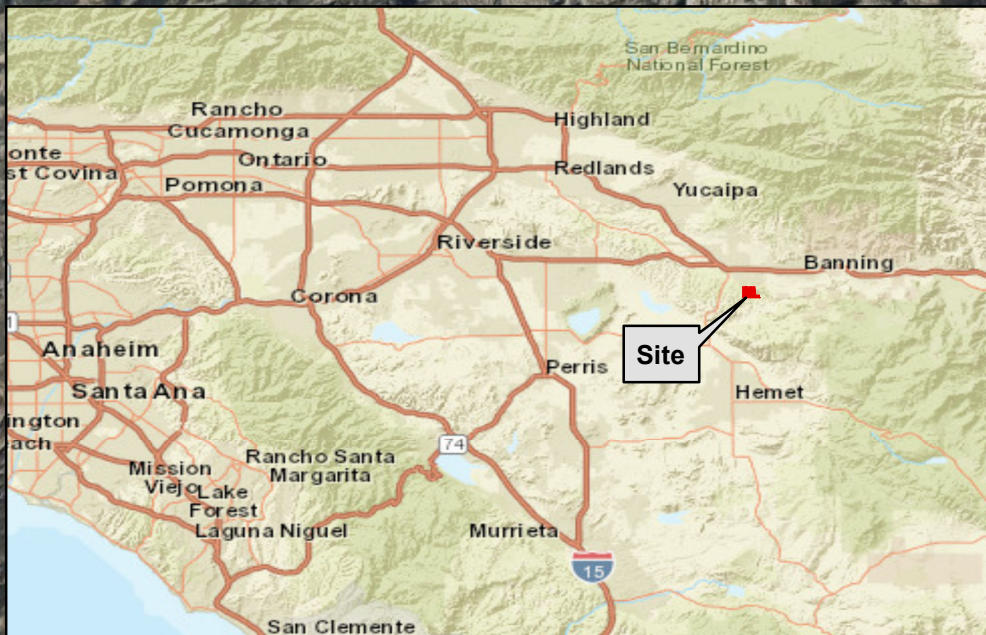 San Bernardino
National Forest
Rancho
Cucamonga
Highland
onte
st Covina
Ontario
Redlands
Pomona
Yucaipa
Riverside
Banning
Corona
1
Anaheim
Site
Perris
Santa Ana
Hemet
ington
ach
74
Mission
Viejo
Rancho Santa
Margarita
Lake
Forest
Laguna Niguel
Murrieta
15
San Clemente